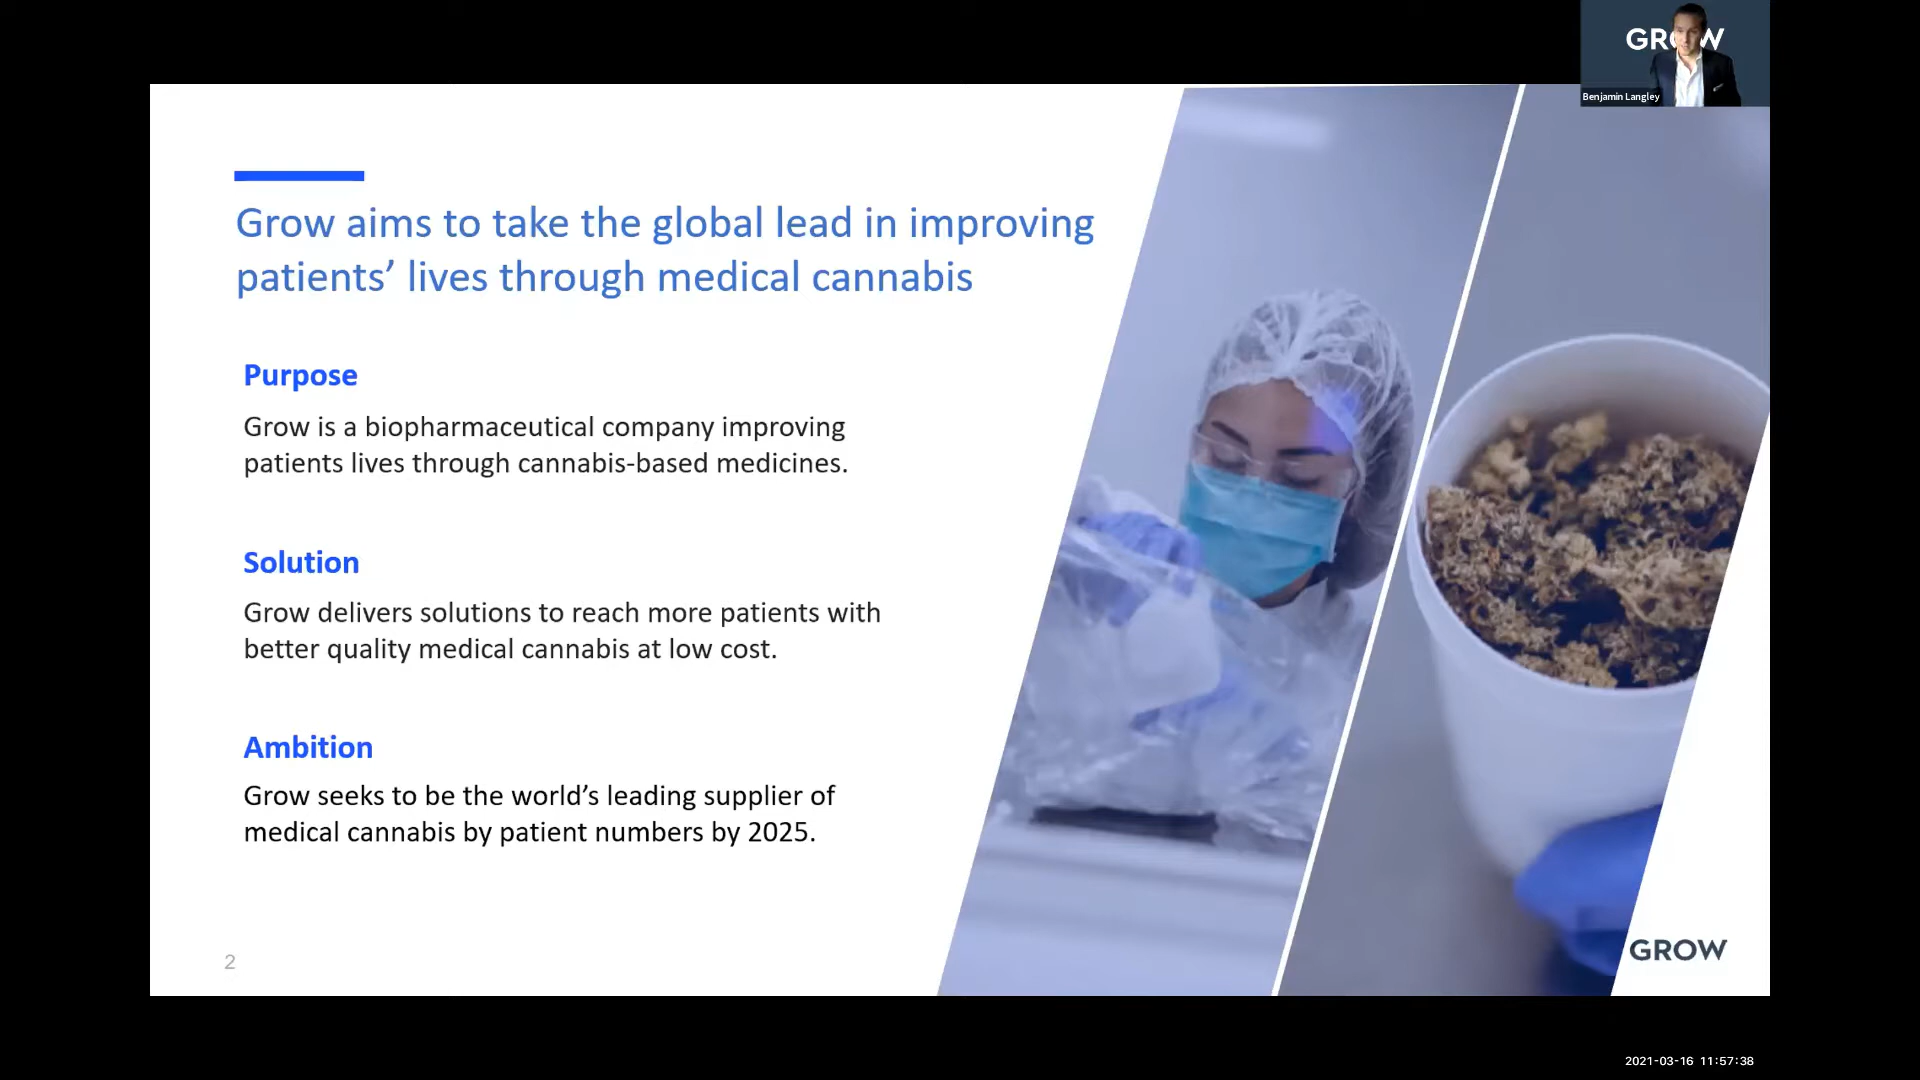 GROW
Benjamin Langley
Grow aims to take the global lead in improving
patients’ lives through medical cannabis
Purpose
Grow is a biopharmaceutical company improving
patients lives through cannabis-based medicines.
Solution
Grow delivers solutions to reach more patients with
better quality medical cannabis at low cost.
Ambition
Grow seeks to be the world’s leading supplier of
medical cannabis by patient numbers by 2025.
2
GROW
2021-03-16 11:57:38